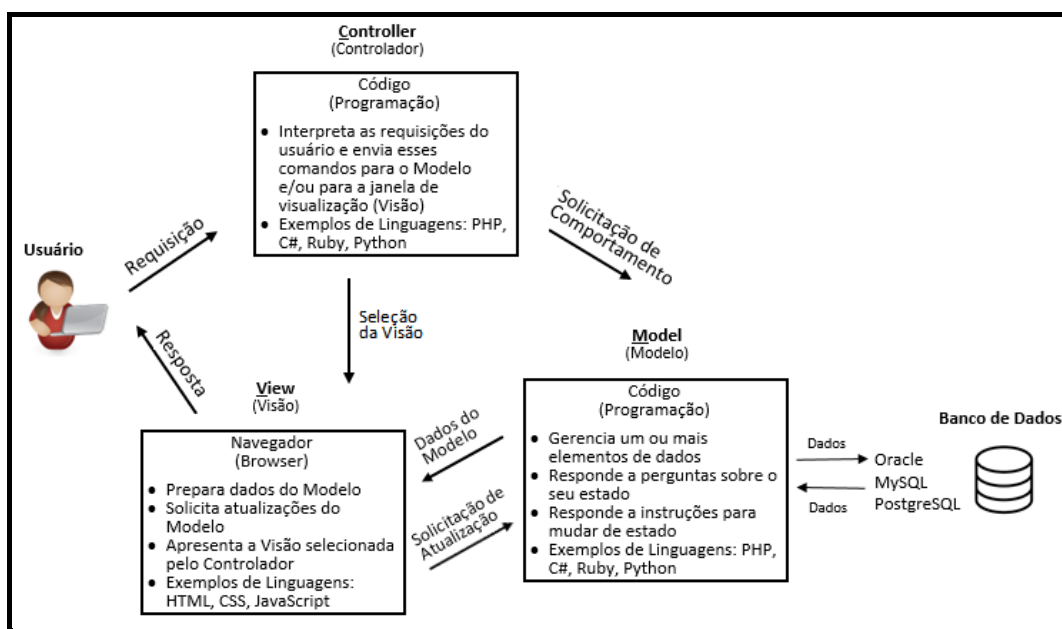 Controller
(Controlador)
Código
(Programação)
• Interpreta as requisições do
usuário e envia esses
comandos para o Modelo
e/ou para a janela de
visualização (Visão)
• Exemplos de Linguagens: PHP,
C#, Ruby, Python
Usuário
Requisição
Solicitação de
Comportamento
Seleção
da Visão
Resposta
View
(Visão)
Navegador
(Browser)
• Prepara dados do Modelo
• Solicita atualizações do
Modelo
• Apresenta a Visão selecionada
pelo Controlador
• Exemplos de Linguagens:
HTML, CSS, JavaScript
Dados do
Modelo
Solicitação de
Atualização
Model
(Modelo)
Código
(Programação)
• Gerencia um ou mais
elementos de dados
• Responde a perguntas sobre o
seu estado
• Responde a instruções para
mudar de estado
• Exemplos de Linguagens: PHP,
C#, Ruby, Python
Banco de Dados
Dados
Dados
Oracle
MySQL
PostgreSQL